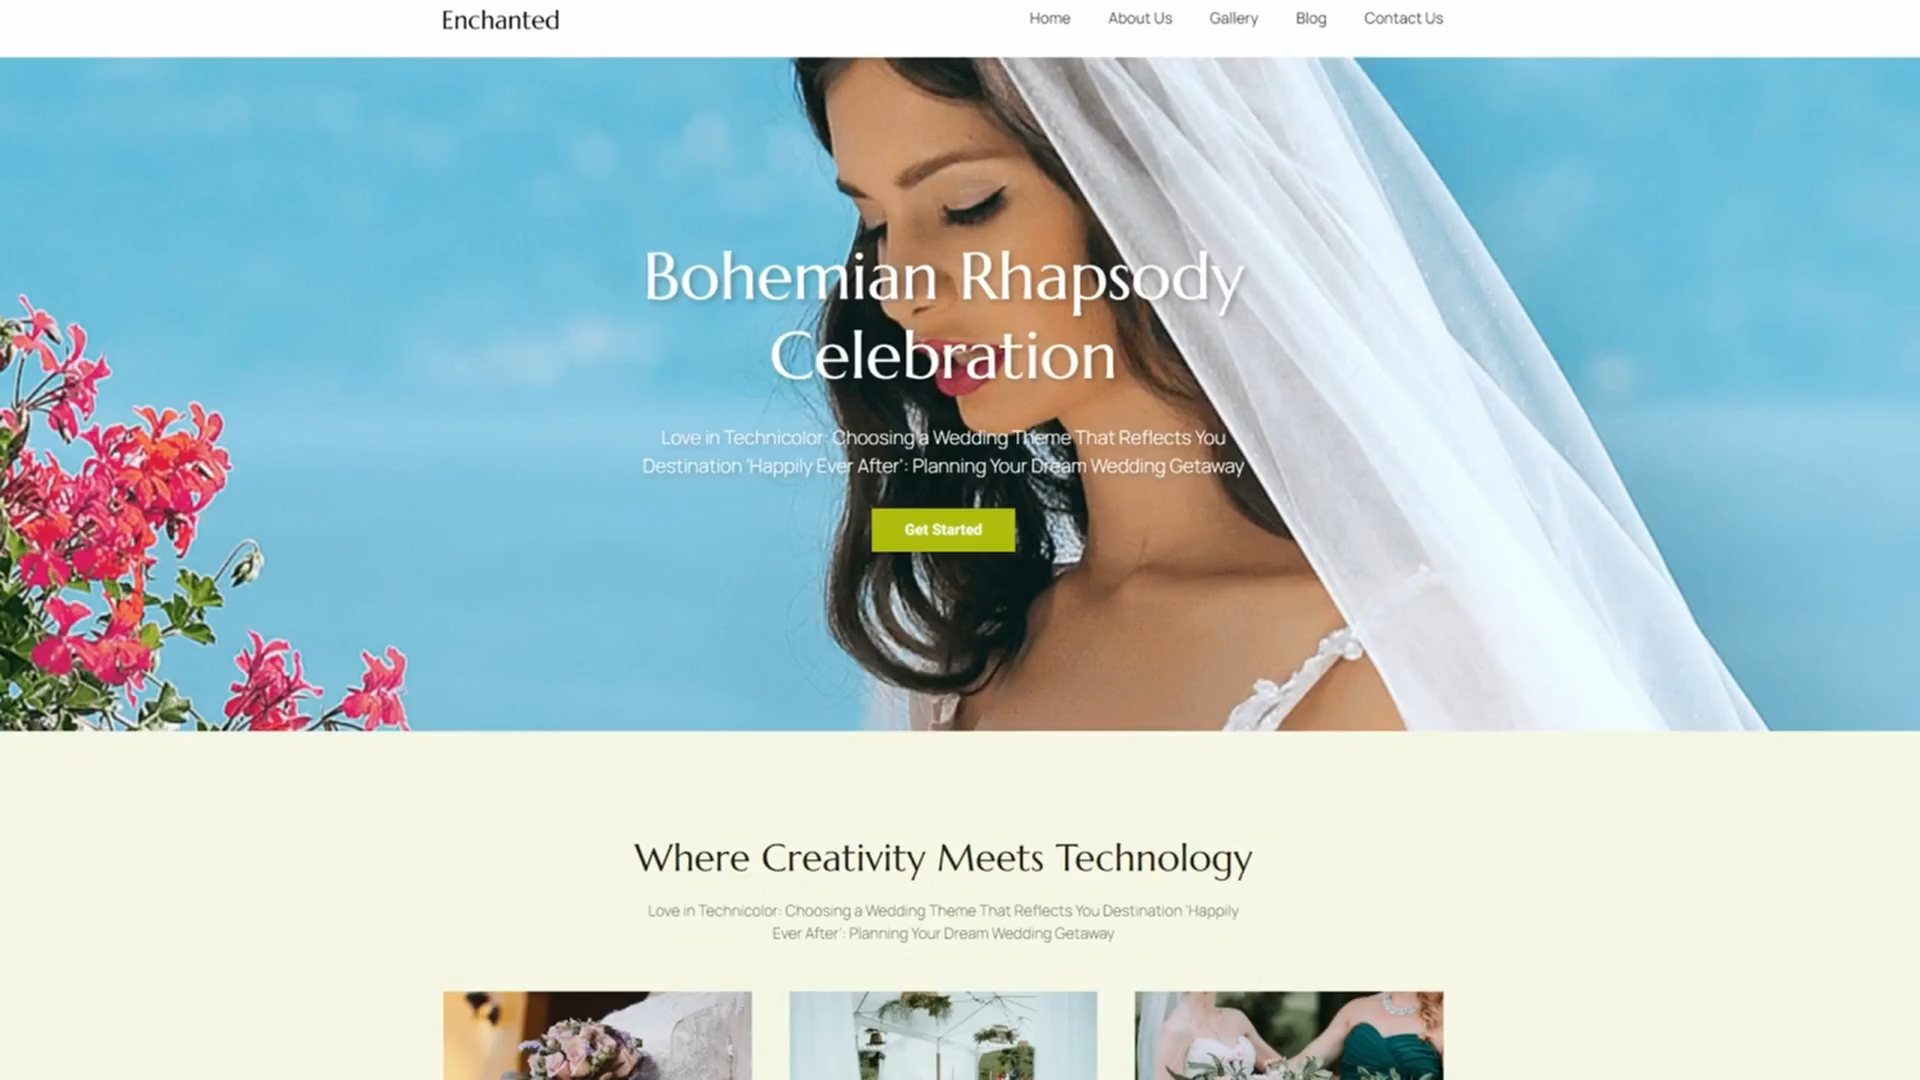 Enchanted
Home About Us Gallery Blog Contact Us
Bohemian Rhapsody
Celebration
Love in Technicolor: Choosing a Wedding Theme That Reflects You
Destination 'Happily Ever After': Planning Your Dream Wedding Getaway
Get Started
Where Creativity Meets Technology
Love in Technicolor: Choosing a Wedding Theme That Reflects You Destination 'Happily
Ever After': Planning Your Dream Wedding Getaway